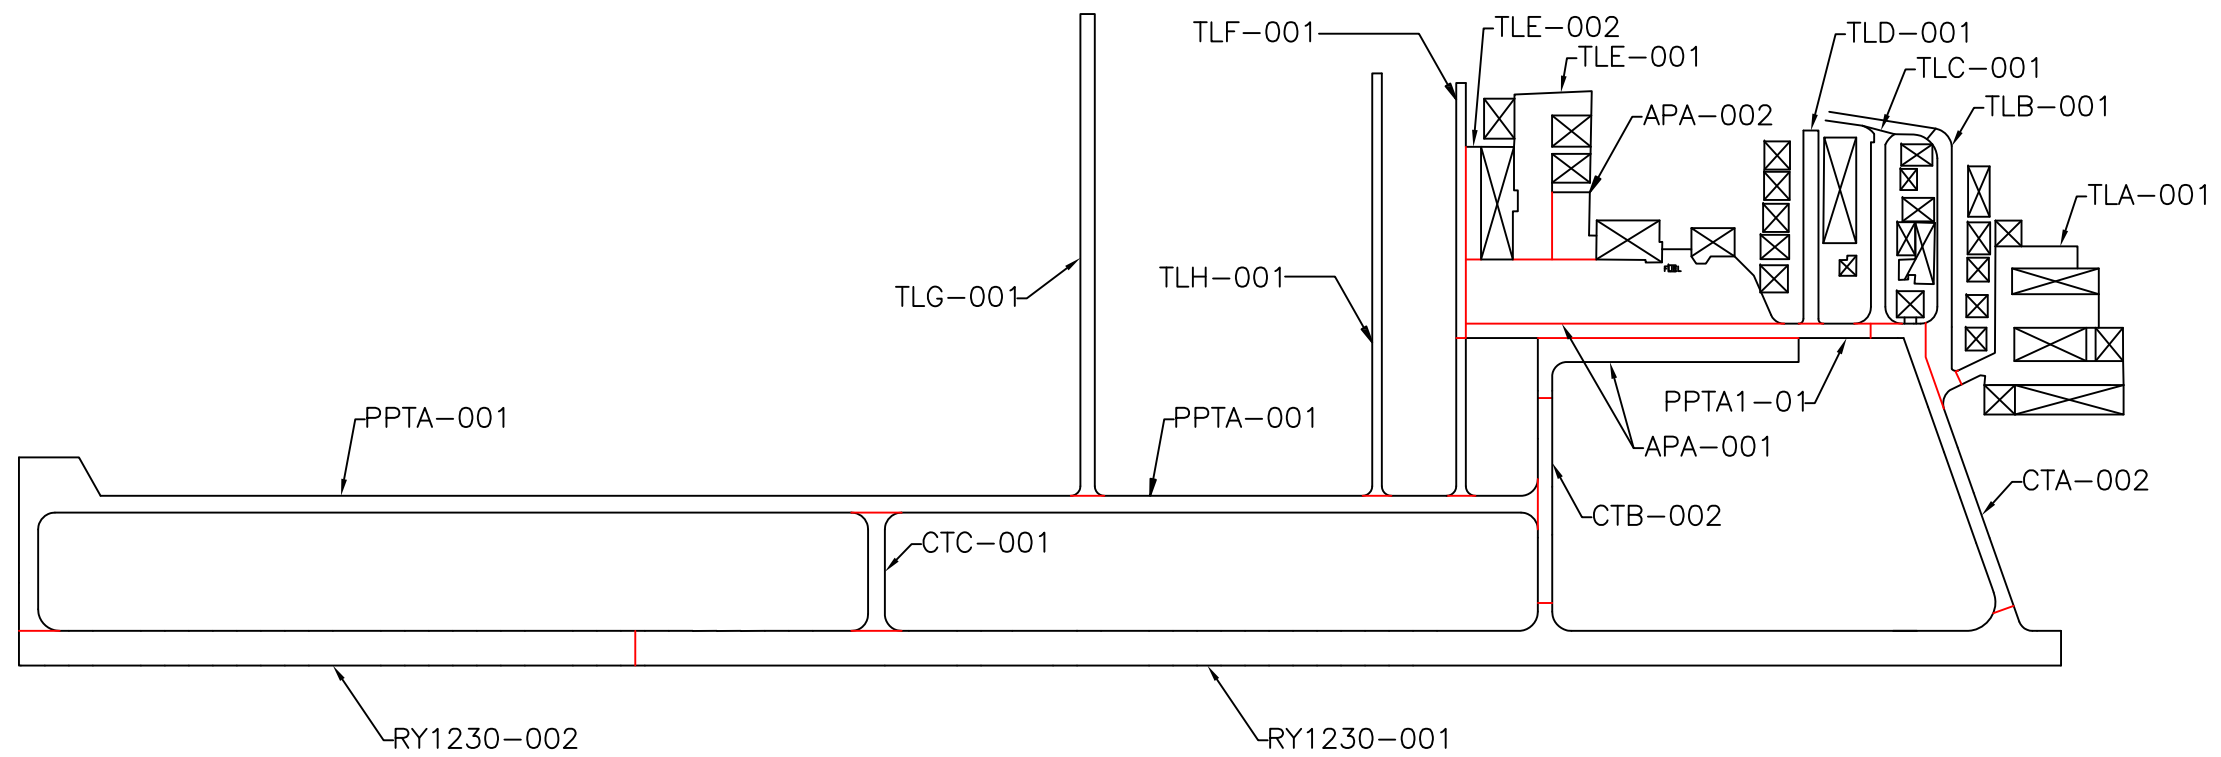 TLE-002
TLF-001
TLD-001
TLE-001
TLC-001
TLB-001
APA-002
TLA-001
FUEL
TLH-001
TLG-001
PPTA1-01
PPTA-001
PPTA-001
APA-001
CTA-002
CTB-002
CTC-001
RY1230-002
RY1230-001